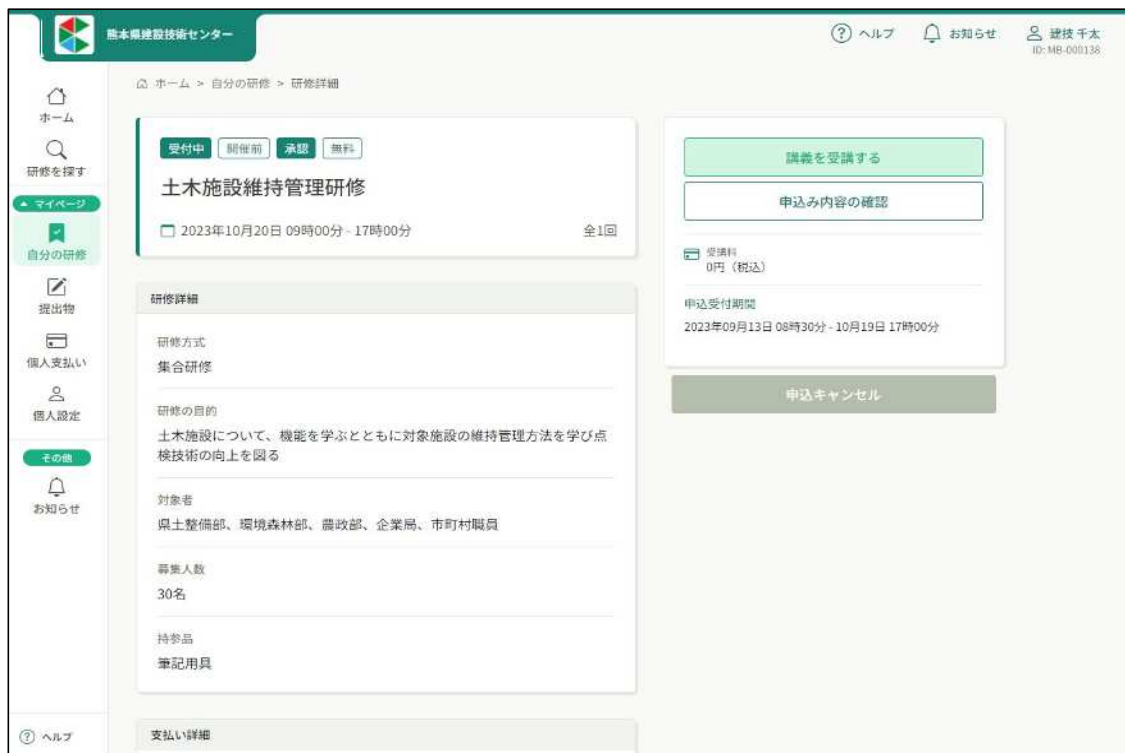 熊本県建設技術センター
ヘルプ
お知らせ
建技 千太
ID: MB-000138
ホーム > 自分の研修 > 研修詳細
ホーム
研修を探す
マイページ
自分の研修
提出物
個人支払い
個人設定
その他
お知らせ
ヘルプ
受付中 開催前 承認 無料
土木施設維持管理研修
2023年10月20日 09時00分 - 17時00分 全1回
研修詳細
研修方式
集合研修
研修の目的
土木施設について、機能を学ぶとともに対象施設の維持管理方法を学び点
検技術の向上を図る
対象者
県土整備部、環境森林部、農政部、企業局、市町村職員
募集人数
30名
持参品
筆記用具
支払い詳細
講義を受講する
申込み内容の確認
受講料
0円（税込）
申込受付期間
2023年09月13日 08時30分 - 10月19日 17時00分
申込キャンセル